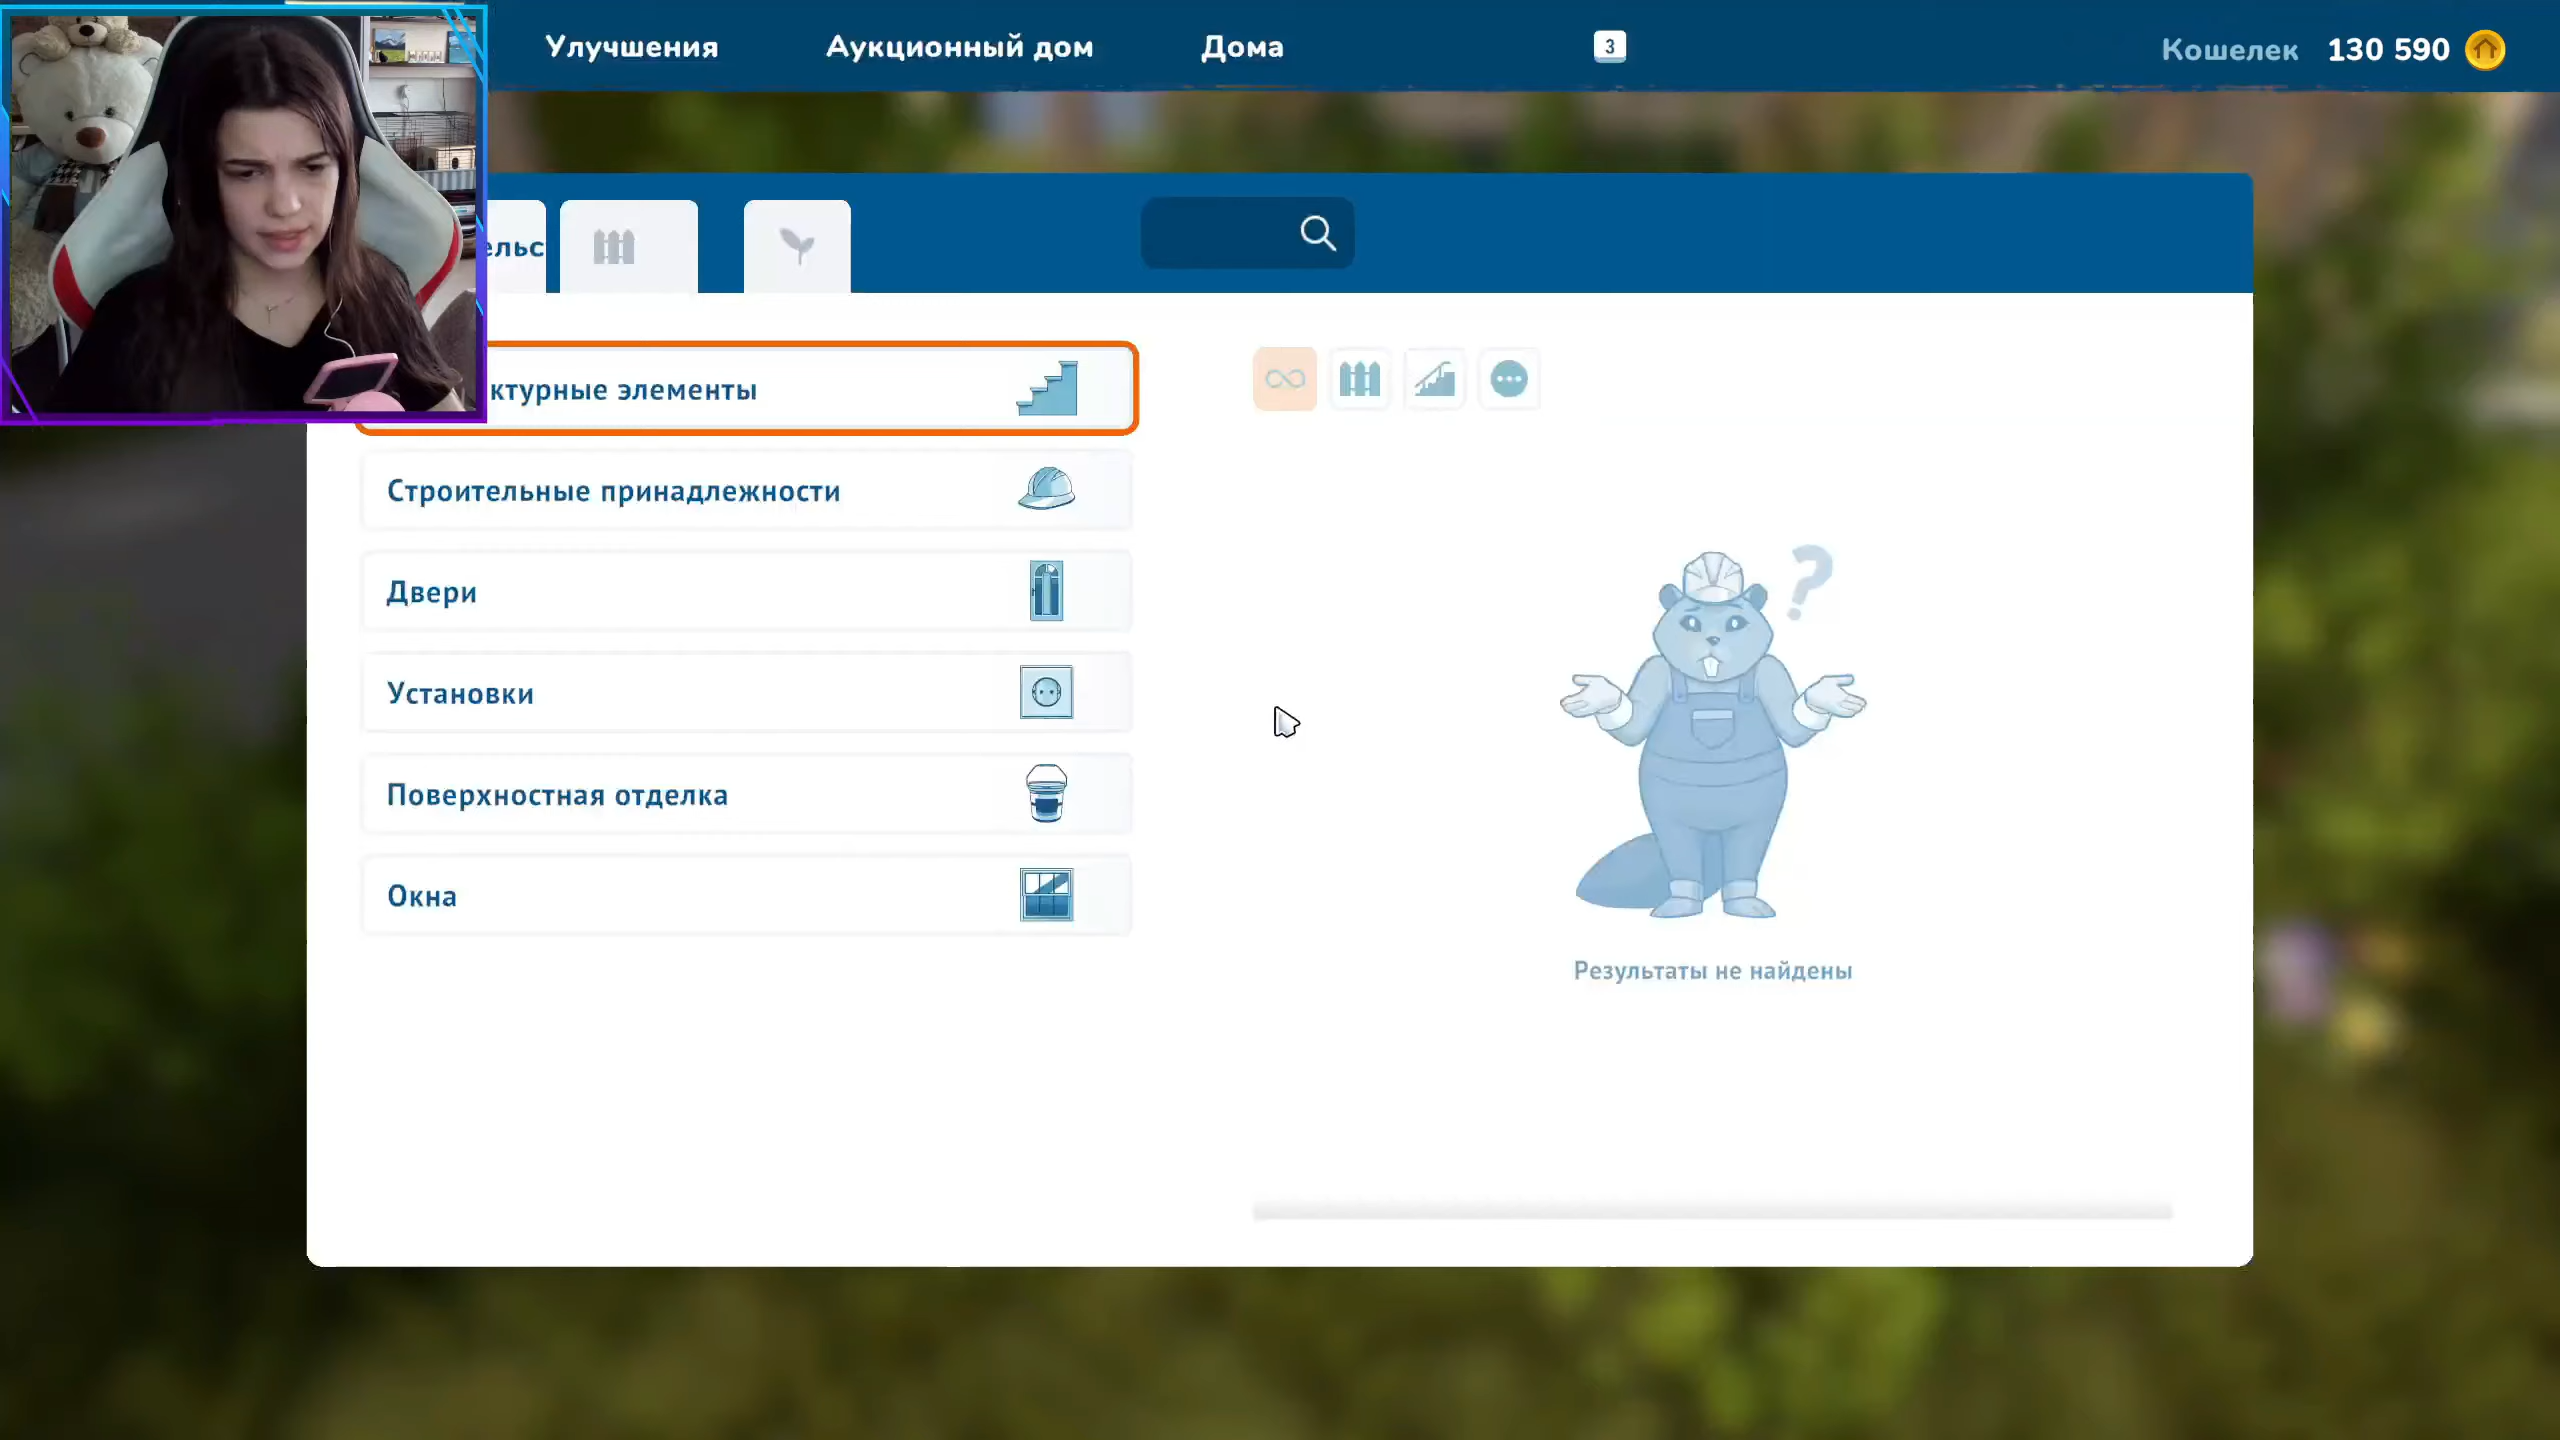 Улучшения
Аукционный дом
Дома
3
Кошелек 130 590
ельс
ктурные элементы
Строительные принадлежности
Двери
Установки
Поверхностная отделка
Окна
?
Результаты не найдены